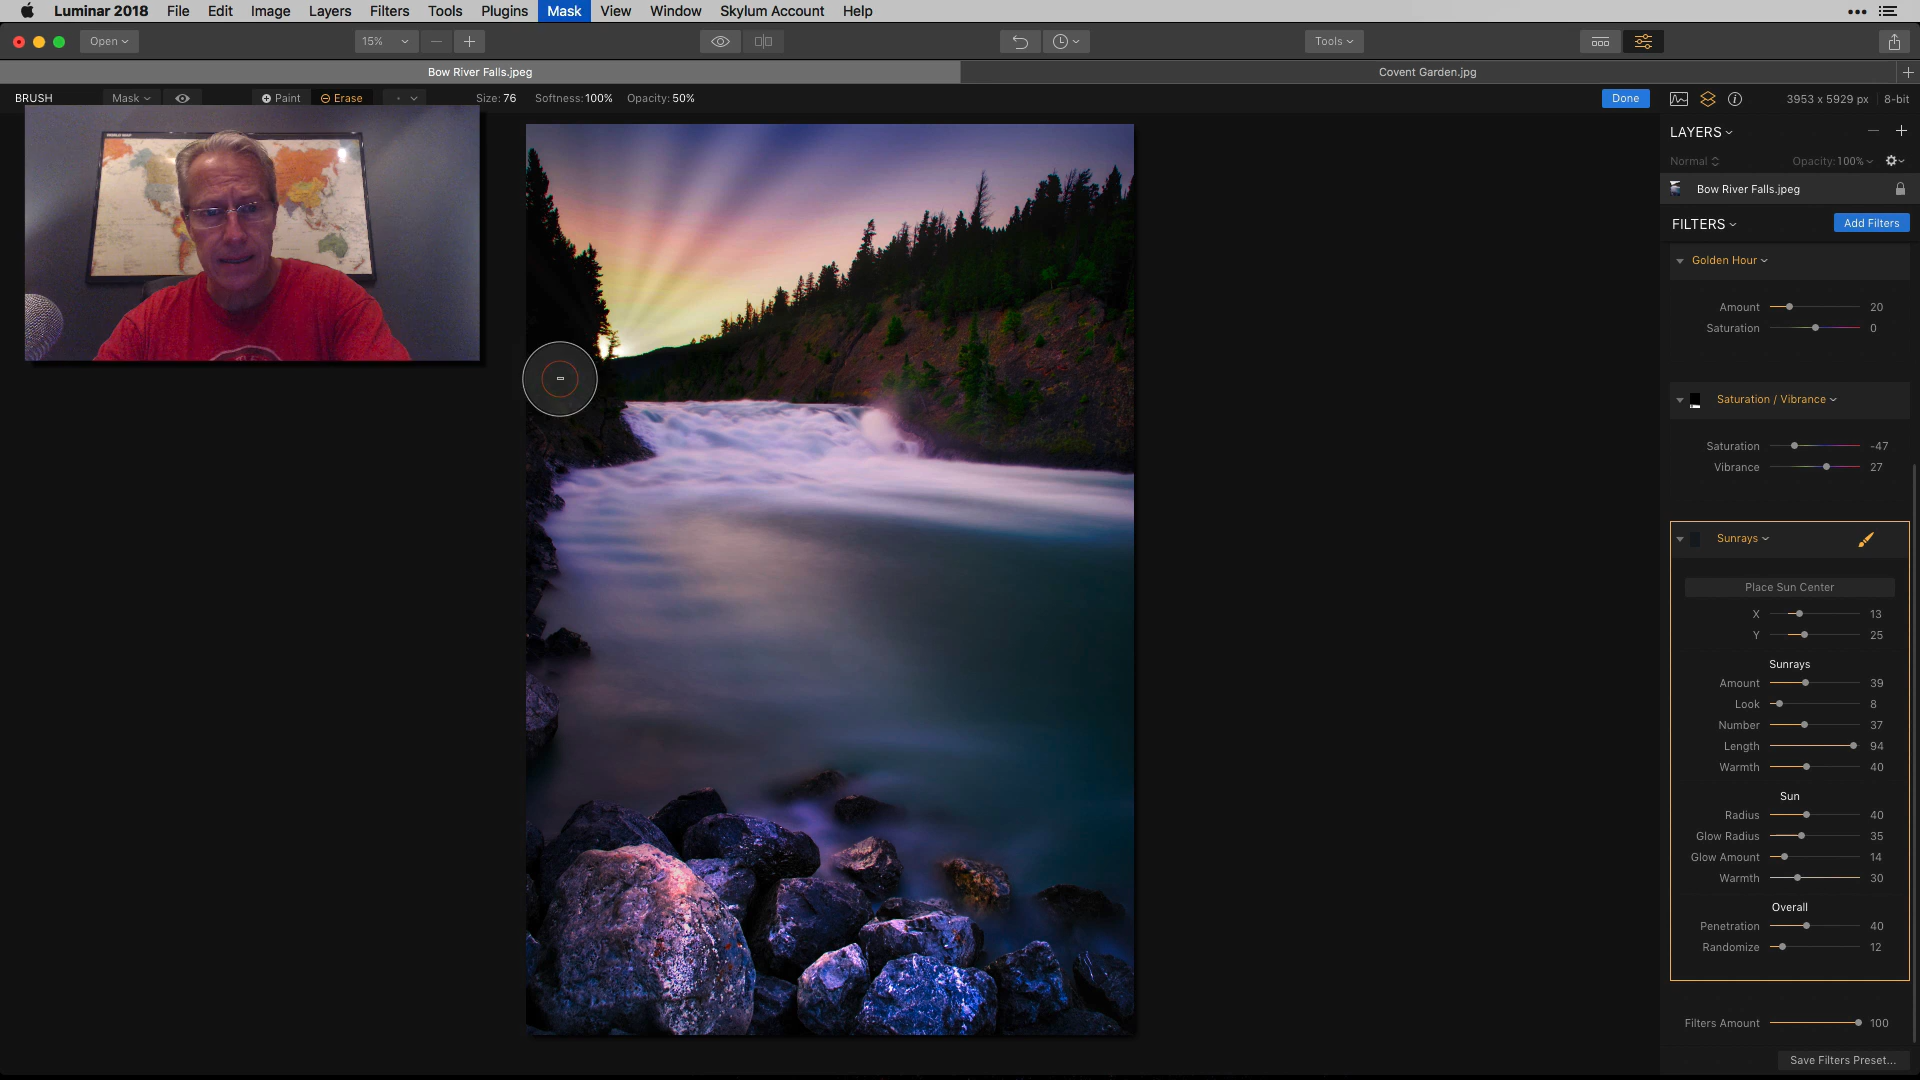 Luminar 2018 File Edit Image Layers Filters Tools Plugins Mask View Window Skylum Account Help
Open 15% Tools
Bow River Falls.jpeg Covent Garden.jpg
BRUSH Mask Paint Erase Size: 76 Softness: 100% Opacity: 50% Done 3953 x 5929 px 8-bit
LAYERS
Normal Opacity: 100%
Bow River Falls.jpeg
FILTERS Add Filters
Golden Hour
Amount 20
Saturation 0
Saturation / Vibrance
Saturation -47
Vibrance 27
Sunrays
Place Sun Center
X 13
Y 25
Sunrays
Amount 39
Look 8
Number 37
Length 94
Warmth 40
Sun
Radius 40
Glow Radius 35
Glow Amount 14
Warmth 30
Overall
Penetration 40
Randomize 12
Filters Amount 100
Save Filters Preset...